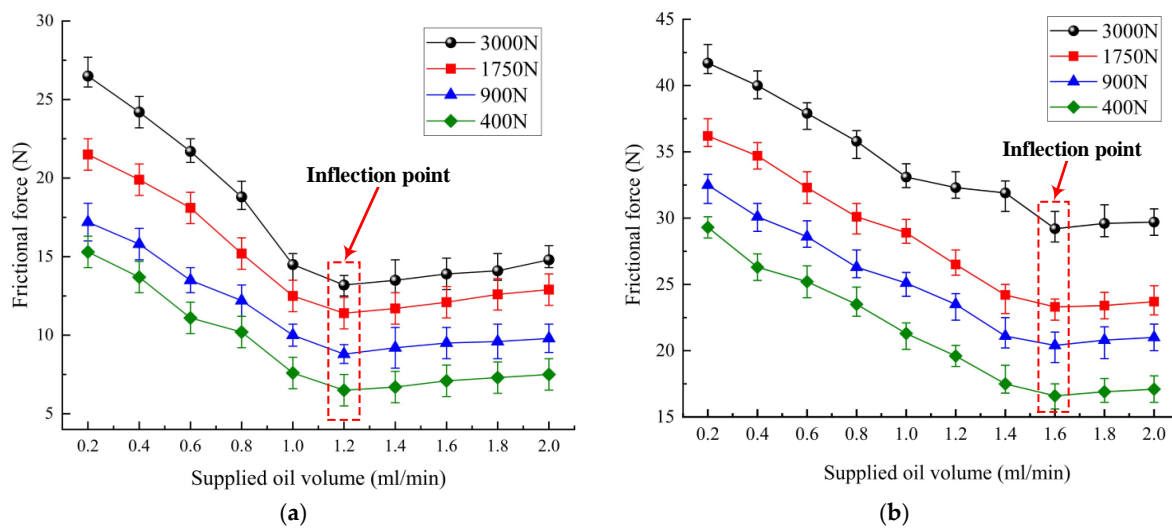 30
25
20
15
10
5
Frictional force (N)
3000N
1750N
900N
400N
Inflection point
0.2 0.4 0.6 0.8 1.0 1.2 1.4 1.6 1.8 2.0
Supplied oil volume (ml/min)
(a)
45
40
35
30
25
20
15
Frictional force (N)
3000N
1750N
900N
400N
Inflection point
0.2 0.4 0.6 0.8 1.0 1.2 1.4 1.6 1.8 2.0
Supplied oil volume (ml/min)
(b)